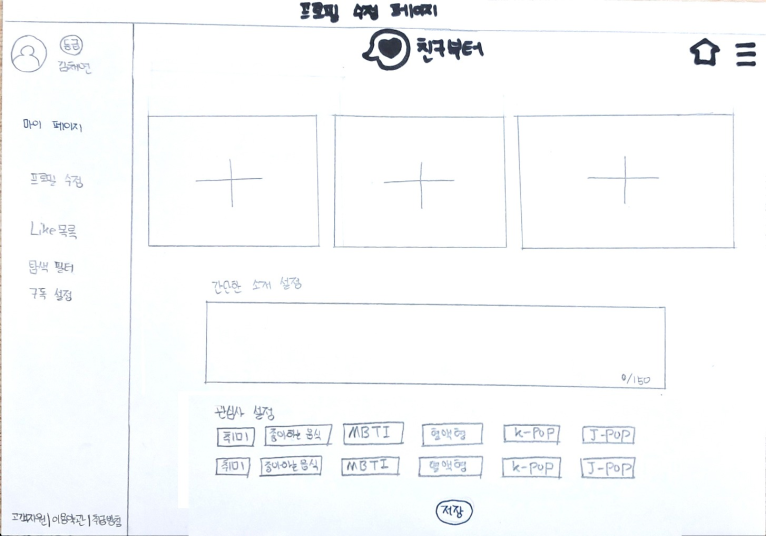 프로필 수정 페이지
등급
김혜연
친구부터
마이 페이지
프로필 수정
Like 목록
탐색 필터
구독 설정
간단한 소개 설정
0/150
관심사 설정
취미 좋아하는 음식 MBTI 혈액형 K-POP J-POP
취미 좋아하는 음식 MBTI 혈액형 K-POP J-POP
저장
고객지원|이용약관|